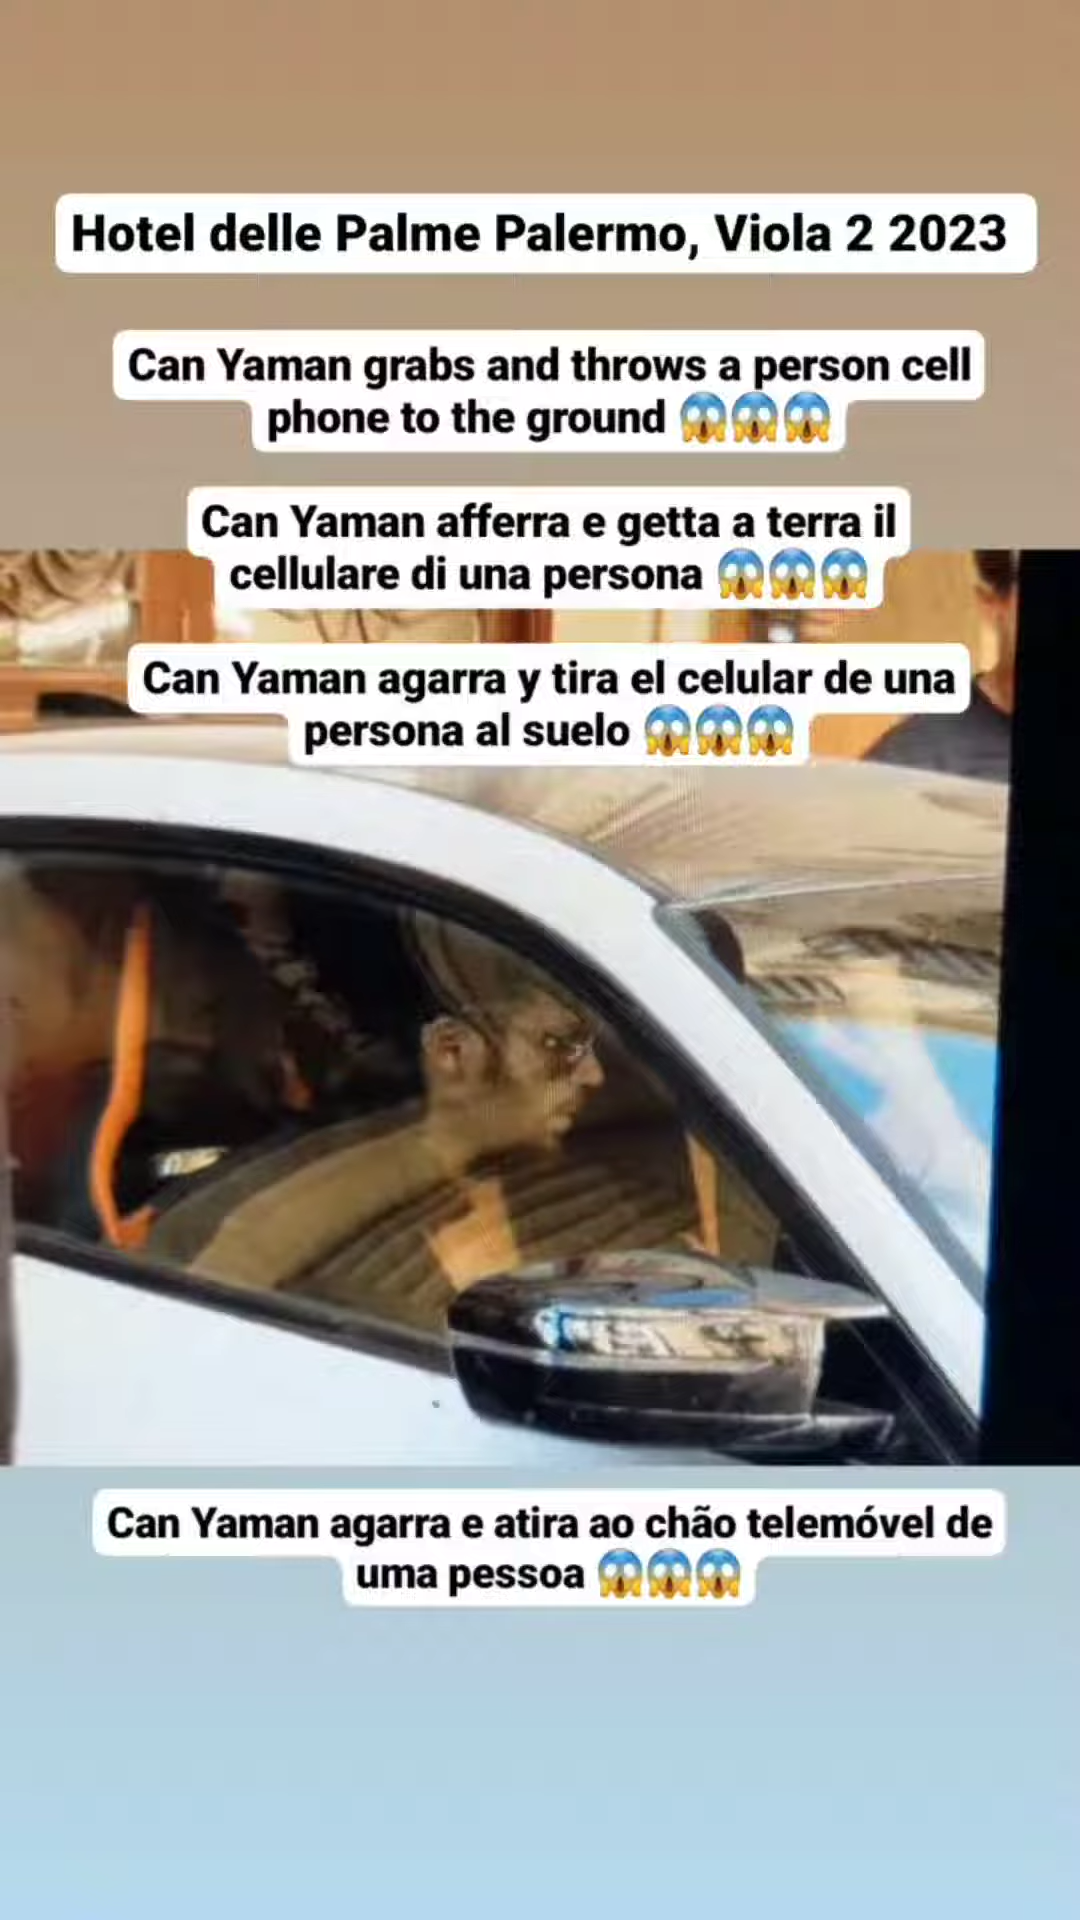 Hotel delle Palme Palermo, Viola 2 2023
Can Yaman grabs and throws a person cell
phone to the ground 😱😱😱
Can Yaman afferra e getta a terra il
cellulare di una persona 😱😱😱
Can Yaman agarra y tira el celular de una
persona al suelo 😱😱😱
Can Yaman agarra e atira ao chão telemóvel de
uma pessoa 😱😱😱